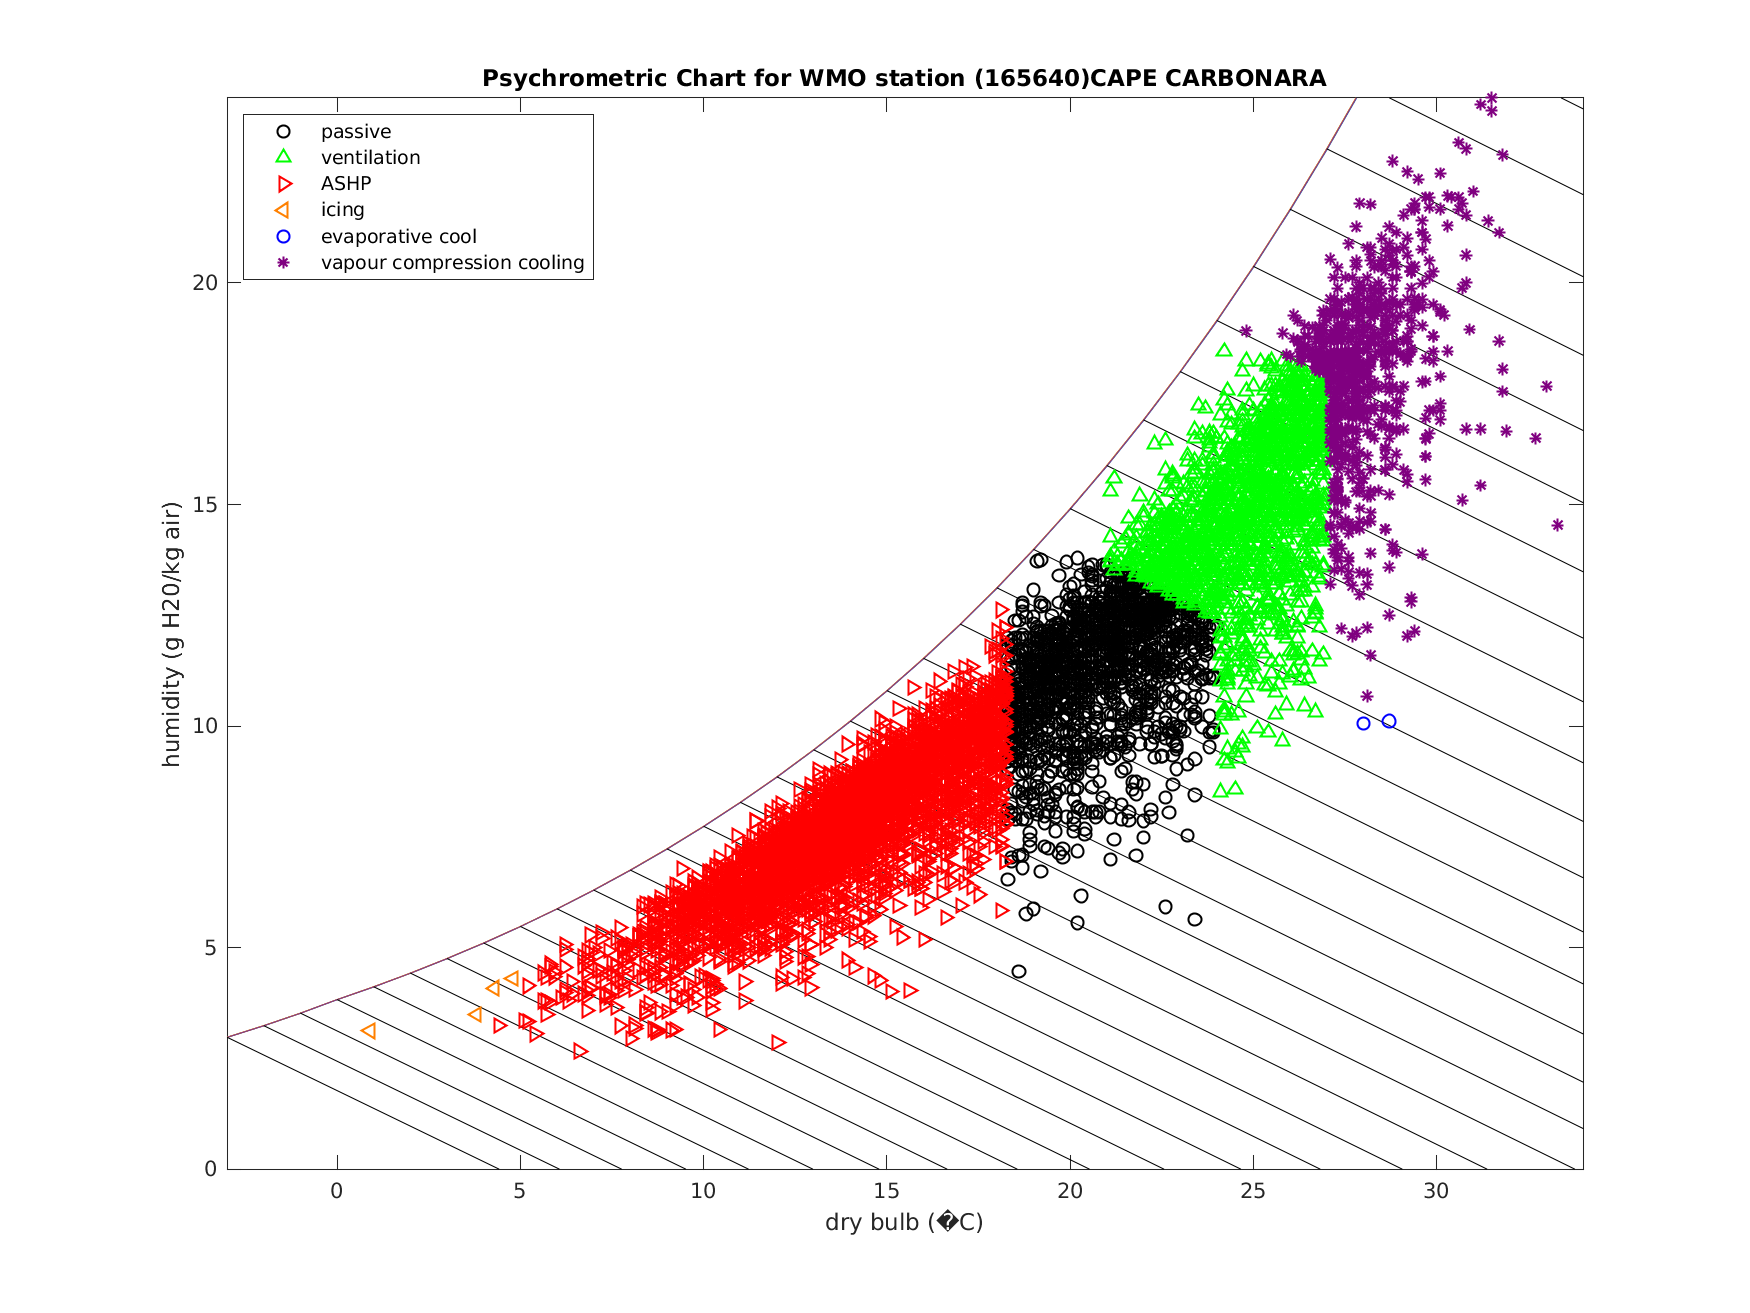 Psychrometric Chart for WMO station (165640)CAPE CARBONARA
passive
ventilation
ASHP
icing
evaporative cool
vapour compression cooling
20
15
10
5
0
humidity (g H20/kg air)
0 5 10 15 20 25 30
dry bulb (�C)